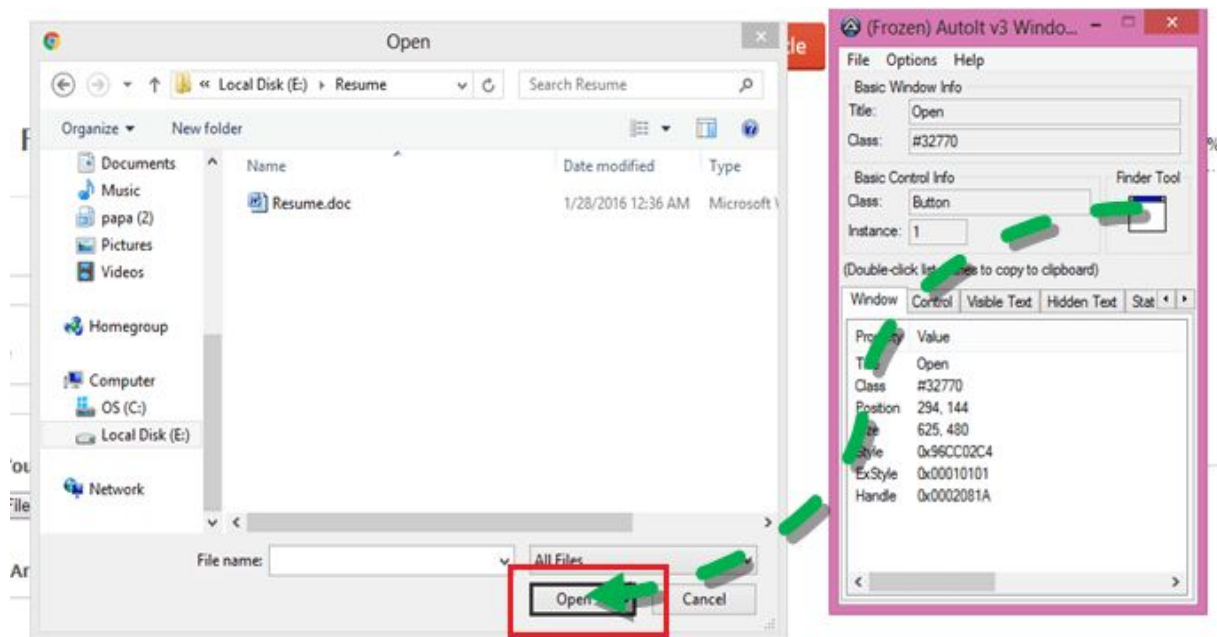 Open
Local Disk (E:) Resume
Search Resume
Organize
New folder
Documents
Music
papa (2)
Pictures
Videos
Homegroup
Computer
OS (C:)
Local Disk (E:)
Network
Name
Date modified
Type
Resume.doc
1/28/2016 12:36 AM
Microsoft
File name:
All Files
Open
Cancel
(Frozen) AutoIt v3 Windo...
File Options Help
Basic Window Info
Title: Open
Class: #32770
Basic Control Info
Finder Tool
Class: Button
Instance: 1
(Double-click to copy to clipboard)
Window Control Visible Text Hidden Text Stat
Value
Open
Class #32770
Postion 294, 144
625, 480
Style 0x96CC02C4
ExStyle 0x00010101
Handle 0x0002081A